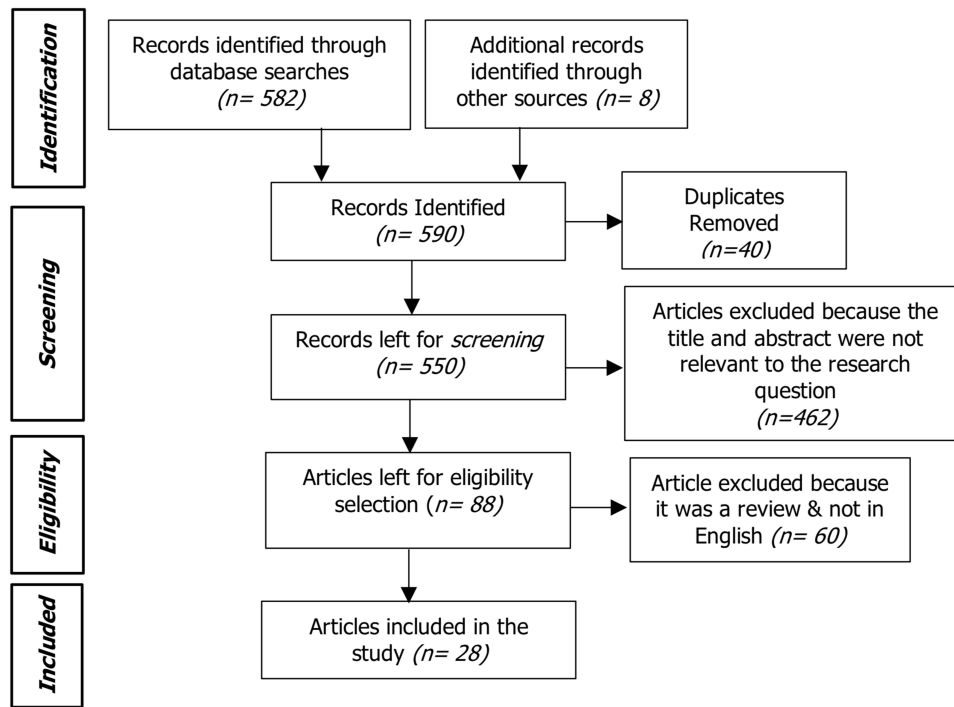 Identification
Records identified through
database searches
(n= 582)
Additional records
identified through
other sources (n= 8)
Records Identified
(n= 590)
Duplicates
Removed
(n=40)
Screening
Records left for screening
(n= 550)
Articles excluded because the
title and abstract were not
relevant to the research
question
(n=462)
Eligibility
Articles left for eligibility
selection (n= 88)
Article excluded because
it was a review & not in
English (n= 60)
Included
Articles included in the
study (n= 28)